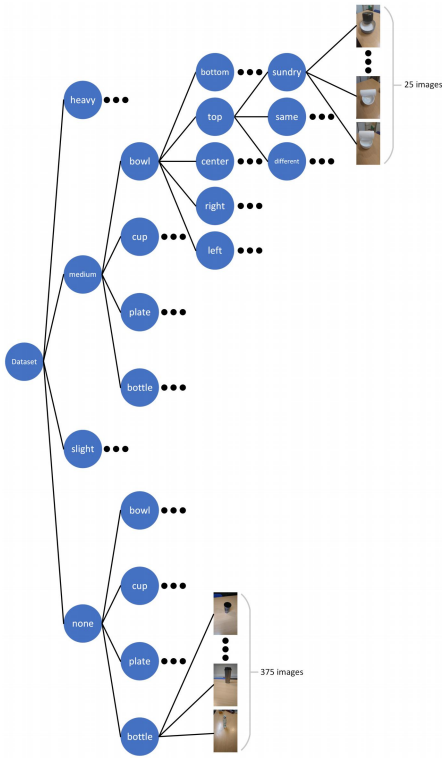 bottom
sundry
heavy
25 images
top
same
bowl
center
different
right
cup
left
medium
plate
Dataset
bottle
slight
bowl
cup
none
plate
375 images
bottle